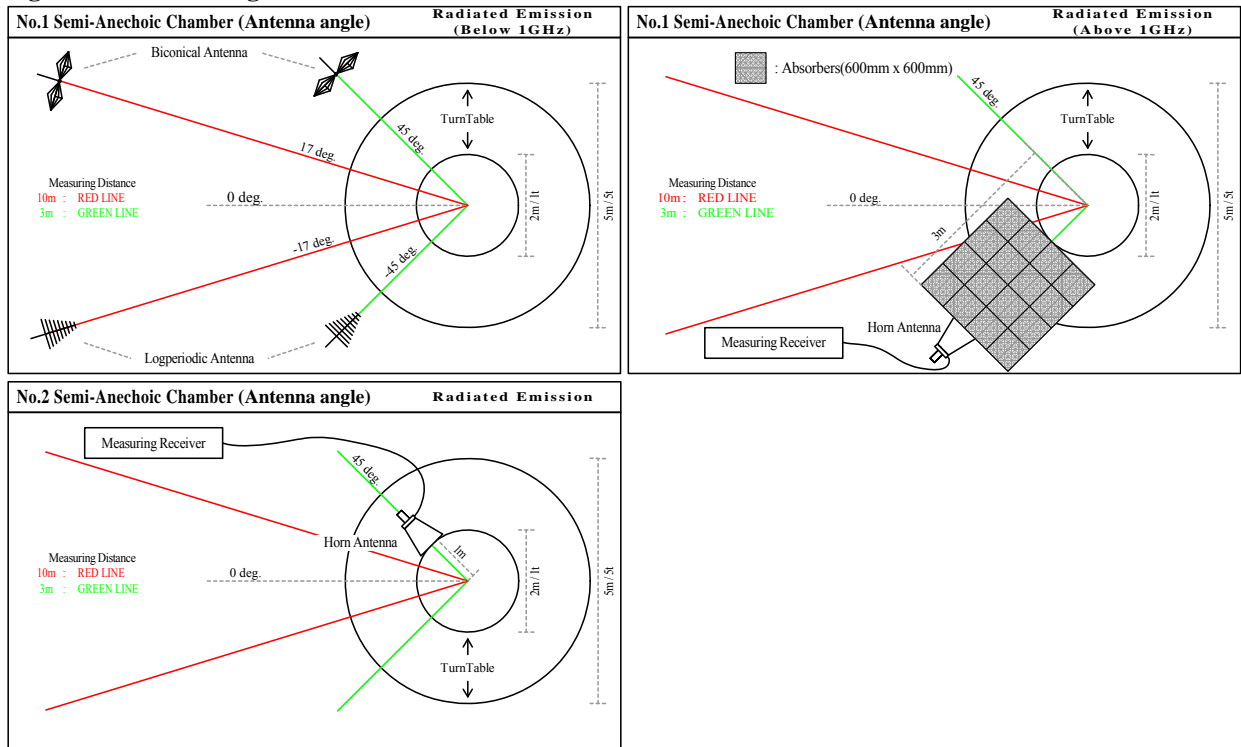 No.1 Semi-Anechoic Chamber (Antenna angle)
Radiated Emission
(Below 1GHz)
Biconical Antenna
45 deg.
TurnTable
17 deg.
Measuring Distance
10m : RED LINE
3m : GREEN LINE
0 deg.
2m / 1t
5m / 5t
-17 deg.
-45 deg.
Logperiodic Antenna
No.1 Semi-Anechoic Chamber (Antenna angle)
Radiated Emission
(Above 1GHz)
: Absorbers(600mm x 600mm)
45 deg.
TurnTable
Measuring Distance
10m : RED LINE
3m : GREEN LINE
0 deg.
3m
2m / 1t
5m / 5t
Horn Antenna
Measuring Receiver
No.2 Semi-Anechoic Chamber (Antenna angle)
Radiated Emission
Measuring Receiver
45 deg.
Horn Antenna
1m
Measuring Distance
10m : RED LINE
3m : GREEN LINE
0 deg.
2m / 1t
5m / 5t
TurnTable